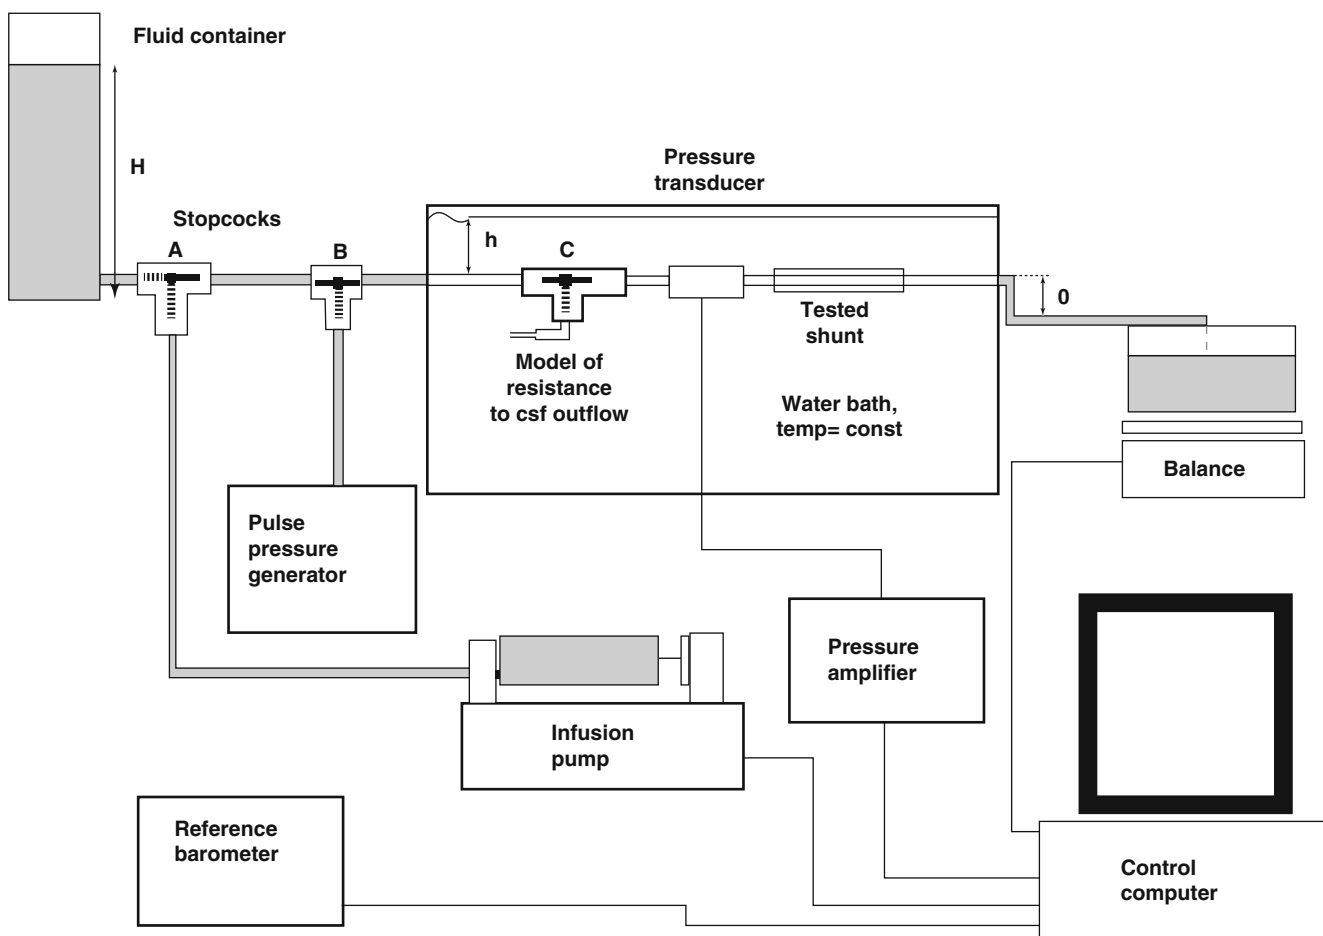 Fluid container
H
Stopcocks
A
B
Pressure
transducer
h
C
Tested
shunt
0
Model of
resistance
to csf outflow
Water bath,
temp= const
Balance
Pulse
pressure
generator
Pressure
amplifier
Infusion
pump
Reference
barometer
Control
computer